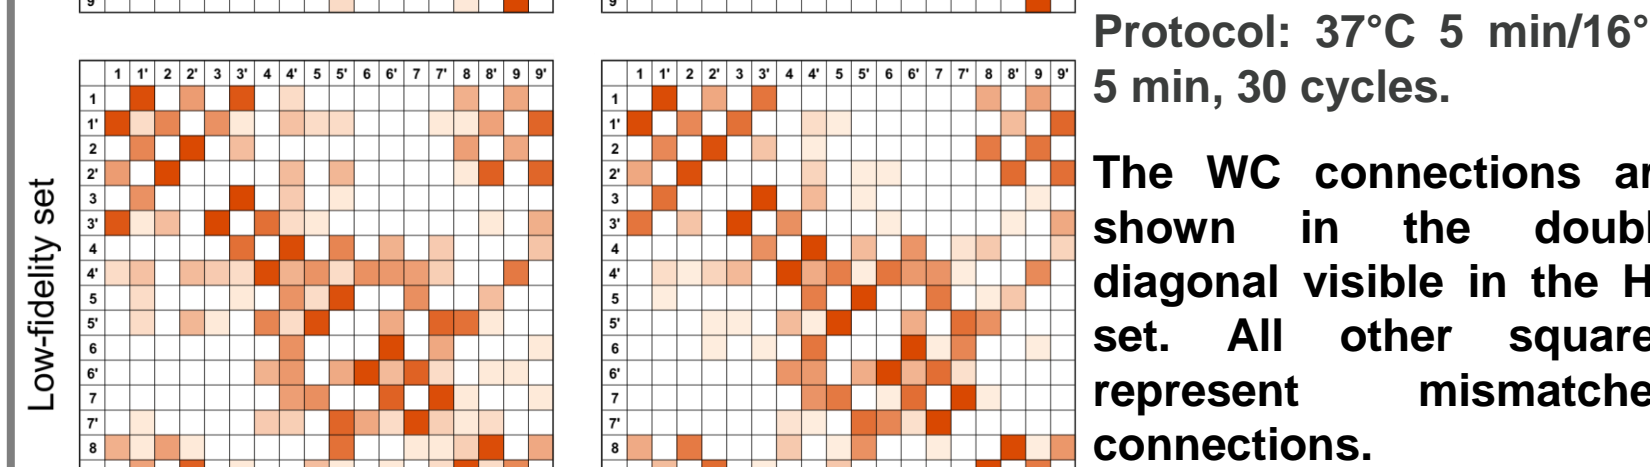 9 9
1 1' 2 2' 3 3' 4 4' 5 5' 6 6' 7 7' 8 8' 9 9' 1 1' 2 2' 3 3' 4 4' 5 5' 6 6' 7 7' 8 8' 9 9'
1 1
1' 1'
2 2
2' 2'
3 3
3' 3'
4 4
4' 4'
5 5
5' 5'
6 6
6' 6'
7 7
7' 7'
8 8
Low-fidelity set
Protocol: 37°C 5 min/16°
5 min, 30 cycles.
The WC connections ar
shown in the doubl
diagonal visible in the H
set. All other square
represent mismatche
connections.